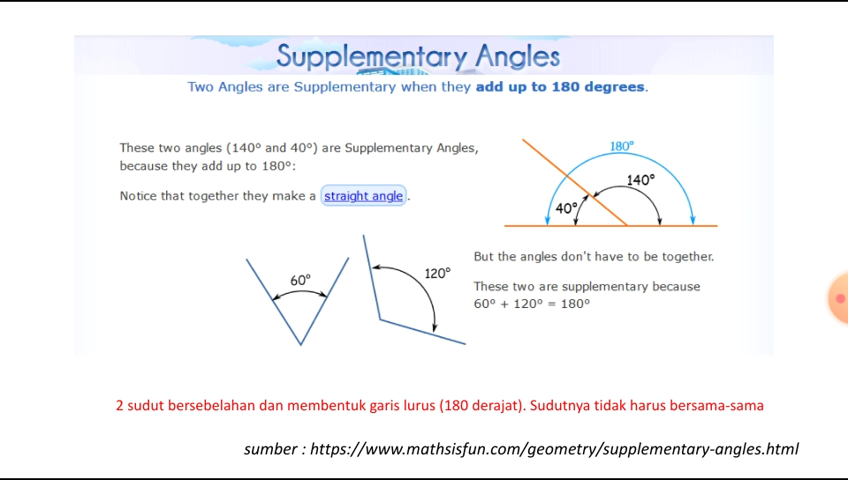 Supplementary Angles
Two Angles are Supplementary when they add up to 180 degrees.
These two angles (140° and 40°) are Supplementary Angles,
because they add up to 180°:
Notice that together they make a straight angle.
180°
140°
40°
60°
120°
But the angles don't have to be together.
These two are supplementary because
60° + 120° = 180°
2 sudut bersebelahan dan membentuk garis lurus (180 derajat). Sudutnya tidak harus bersama-sama
sumber : https://www.mathsisfun.com/geometry/supplementary-angles.html